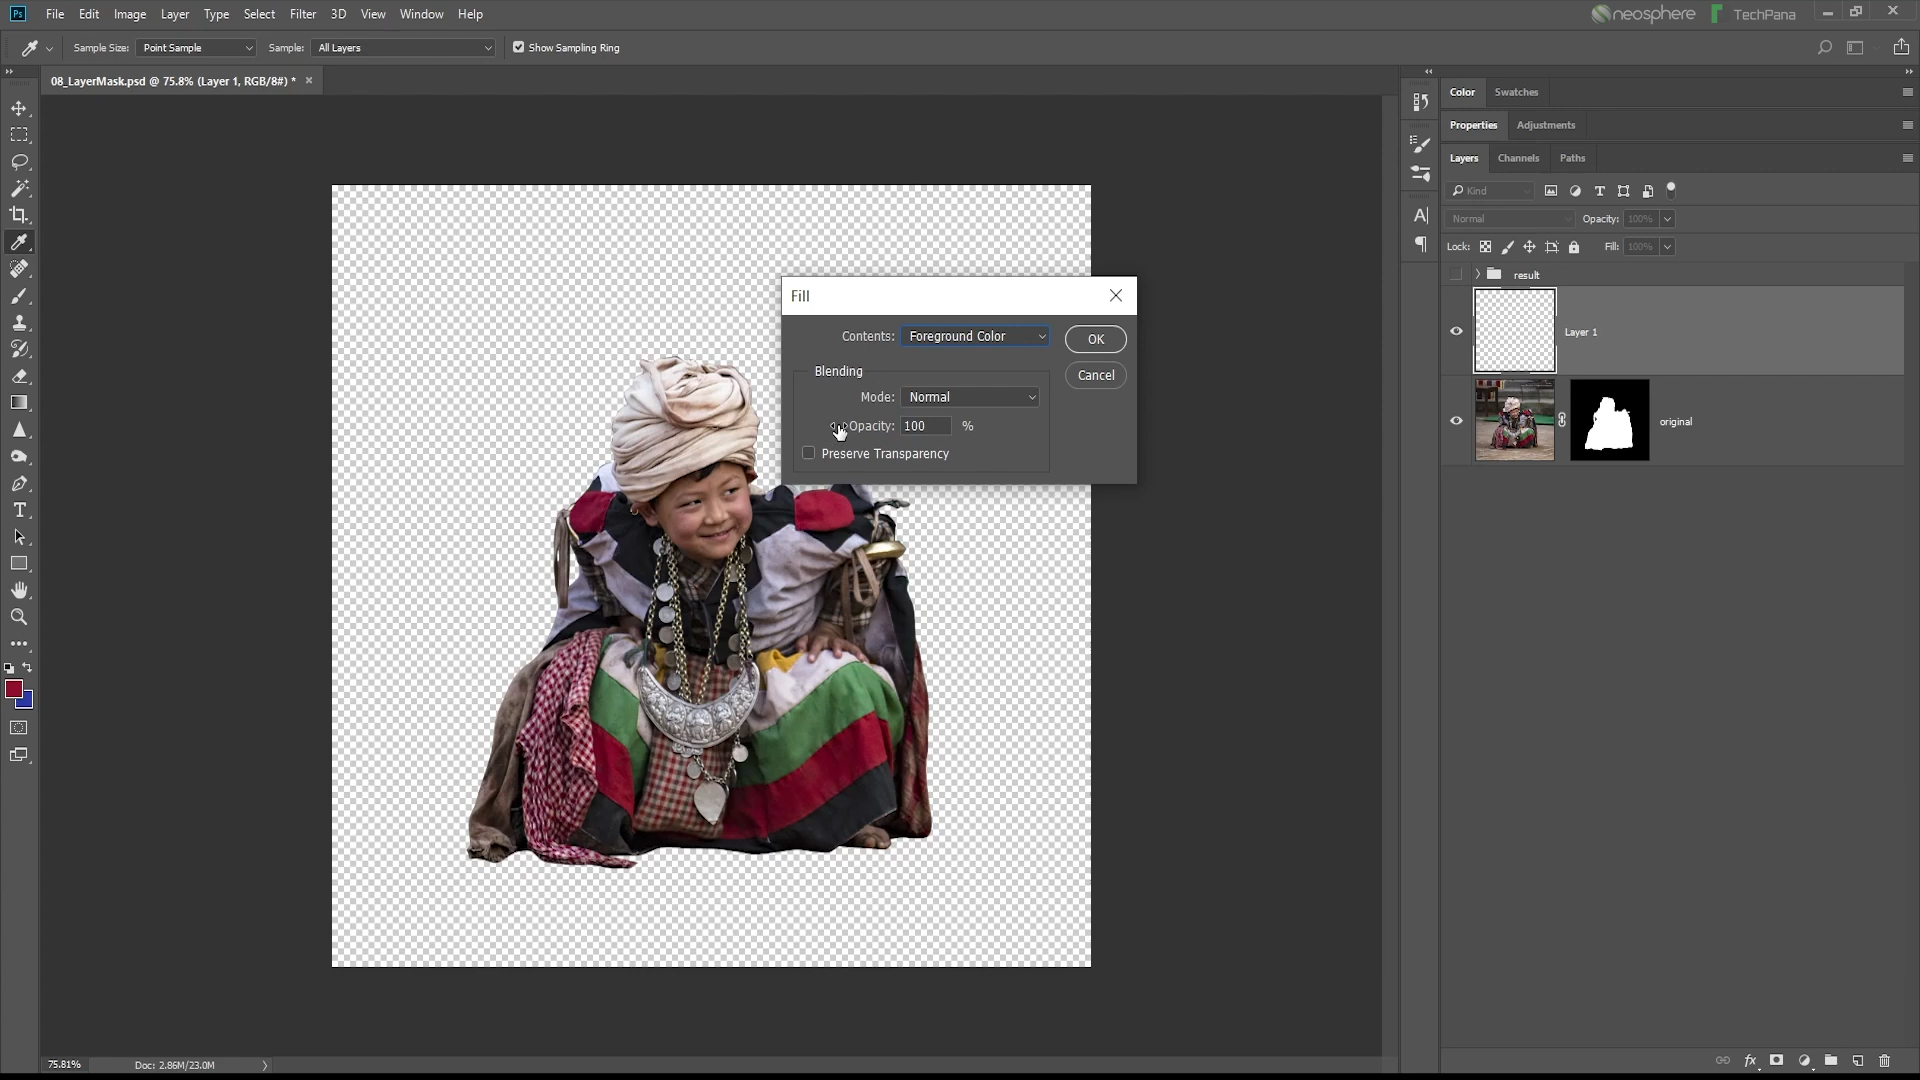 Ps File Edit Image Layer Type Select Filter 3D View Window Help neosphere TechPana
Sample Size: Point Sample Sample: All Layers Show Sampling Ring
08_LayerMask.psd @ 75.8% (Layer 1, RGB/8#) *
Color Swatches
Properties Adjustments
Layers Channels Paths
Kind
Normal Opacity: 100%
Lock: Fill: 100%
result
Layer 1
original
Fill
Contents: Foreground Color OK
Blending Cancel
Mode: Normal
Opacity: 100 %
Preserve Transparency
75.81% Doc: 2.86M/23.0M
fx